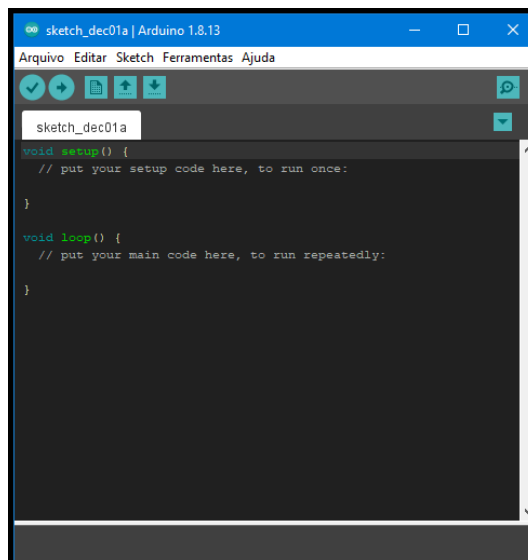 sketch_dec01a | Arduino 1.8.13
Arquivo Editar Sketch Ferramentas Ajuda
sketch_dec01a
void setup() {
  // put your setup code here, to run once:
}
void loop() {
  // put your main code here, to run repeatedly:
}